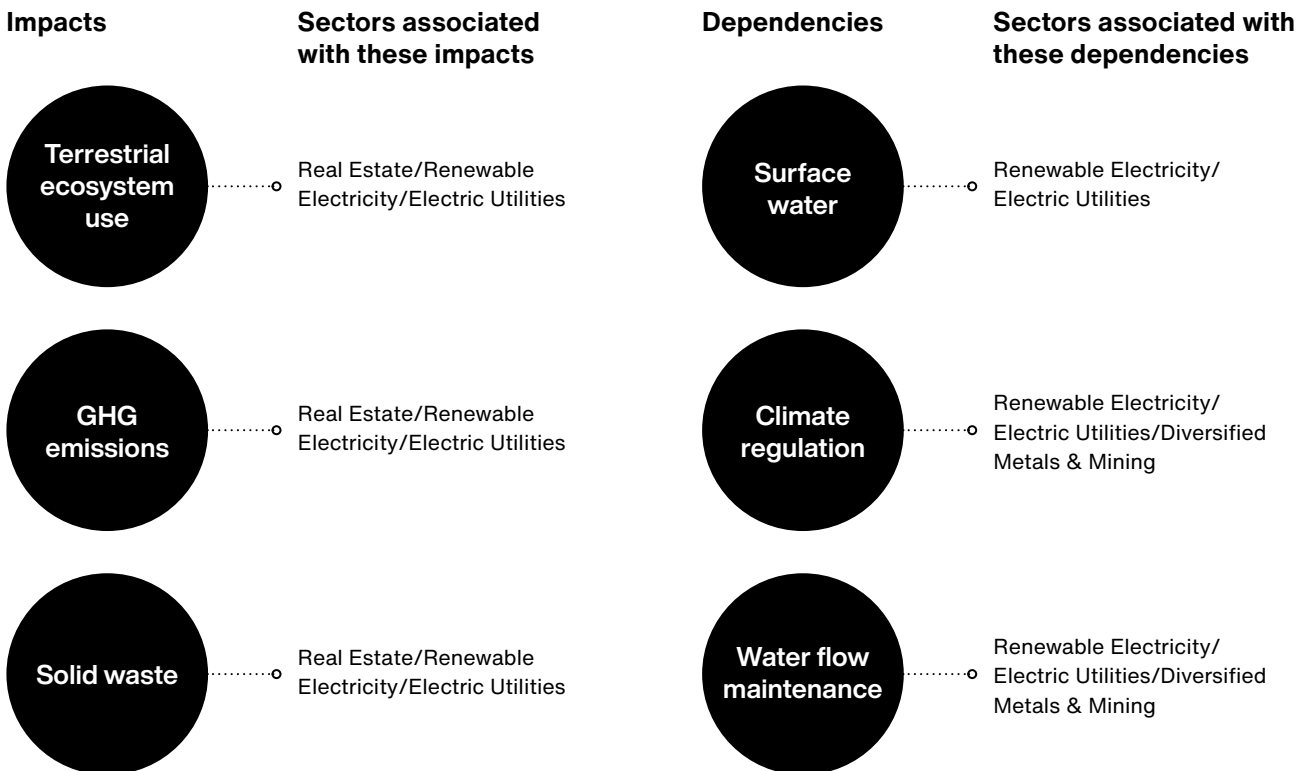 Impacts
Sectors associated
with these impacts
Terrestrial
ecosystem
use
Real Estate/Renewable
Electricity/Electric Utilities
GHG
emissions
Real Estate/Renewable
Electricity/Electric Utilities
Solid waste
Real Estate/Renewable
Electricity/Electric Utilities
Dependencies
Sectors associated with
these dependencies
Surface
water
Renewable Electricity/
Electric Utilities
Climate
regulation
Renewable Electricity/
Electric Utilities/Diversified
Metals & Mining
Water flow
maintenance
Renewable Electricity/
Electric Utilities/Diversified
Metals & Mining